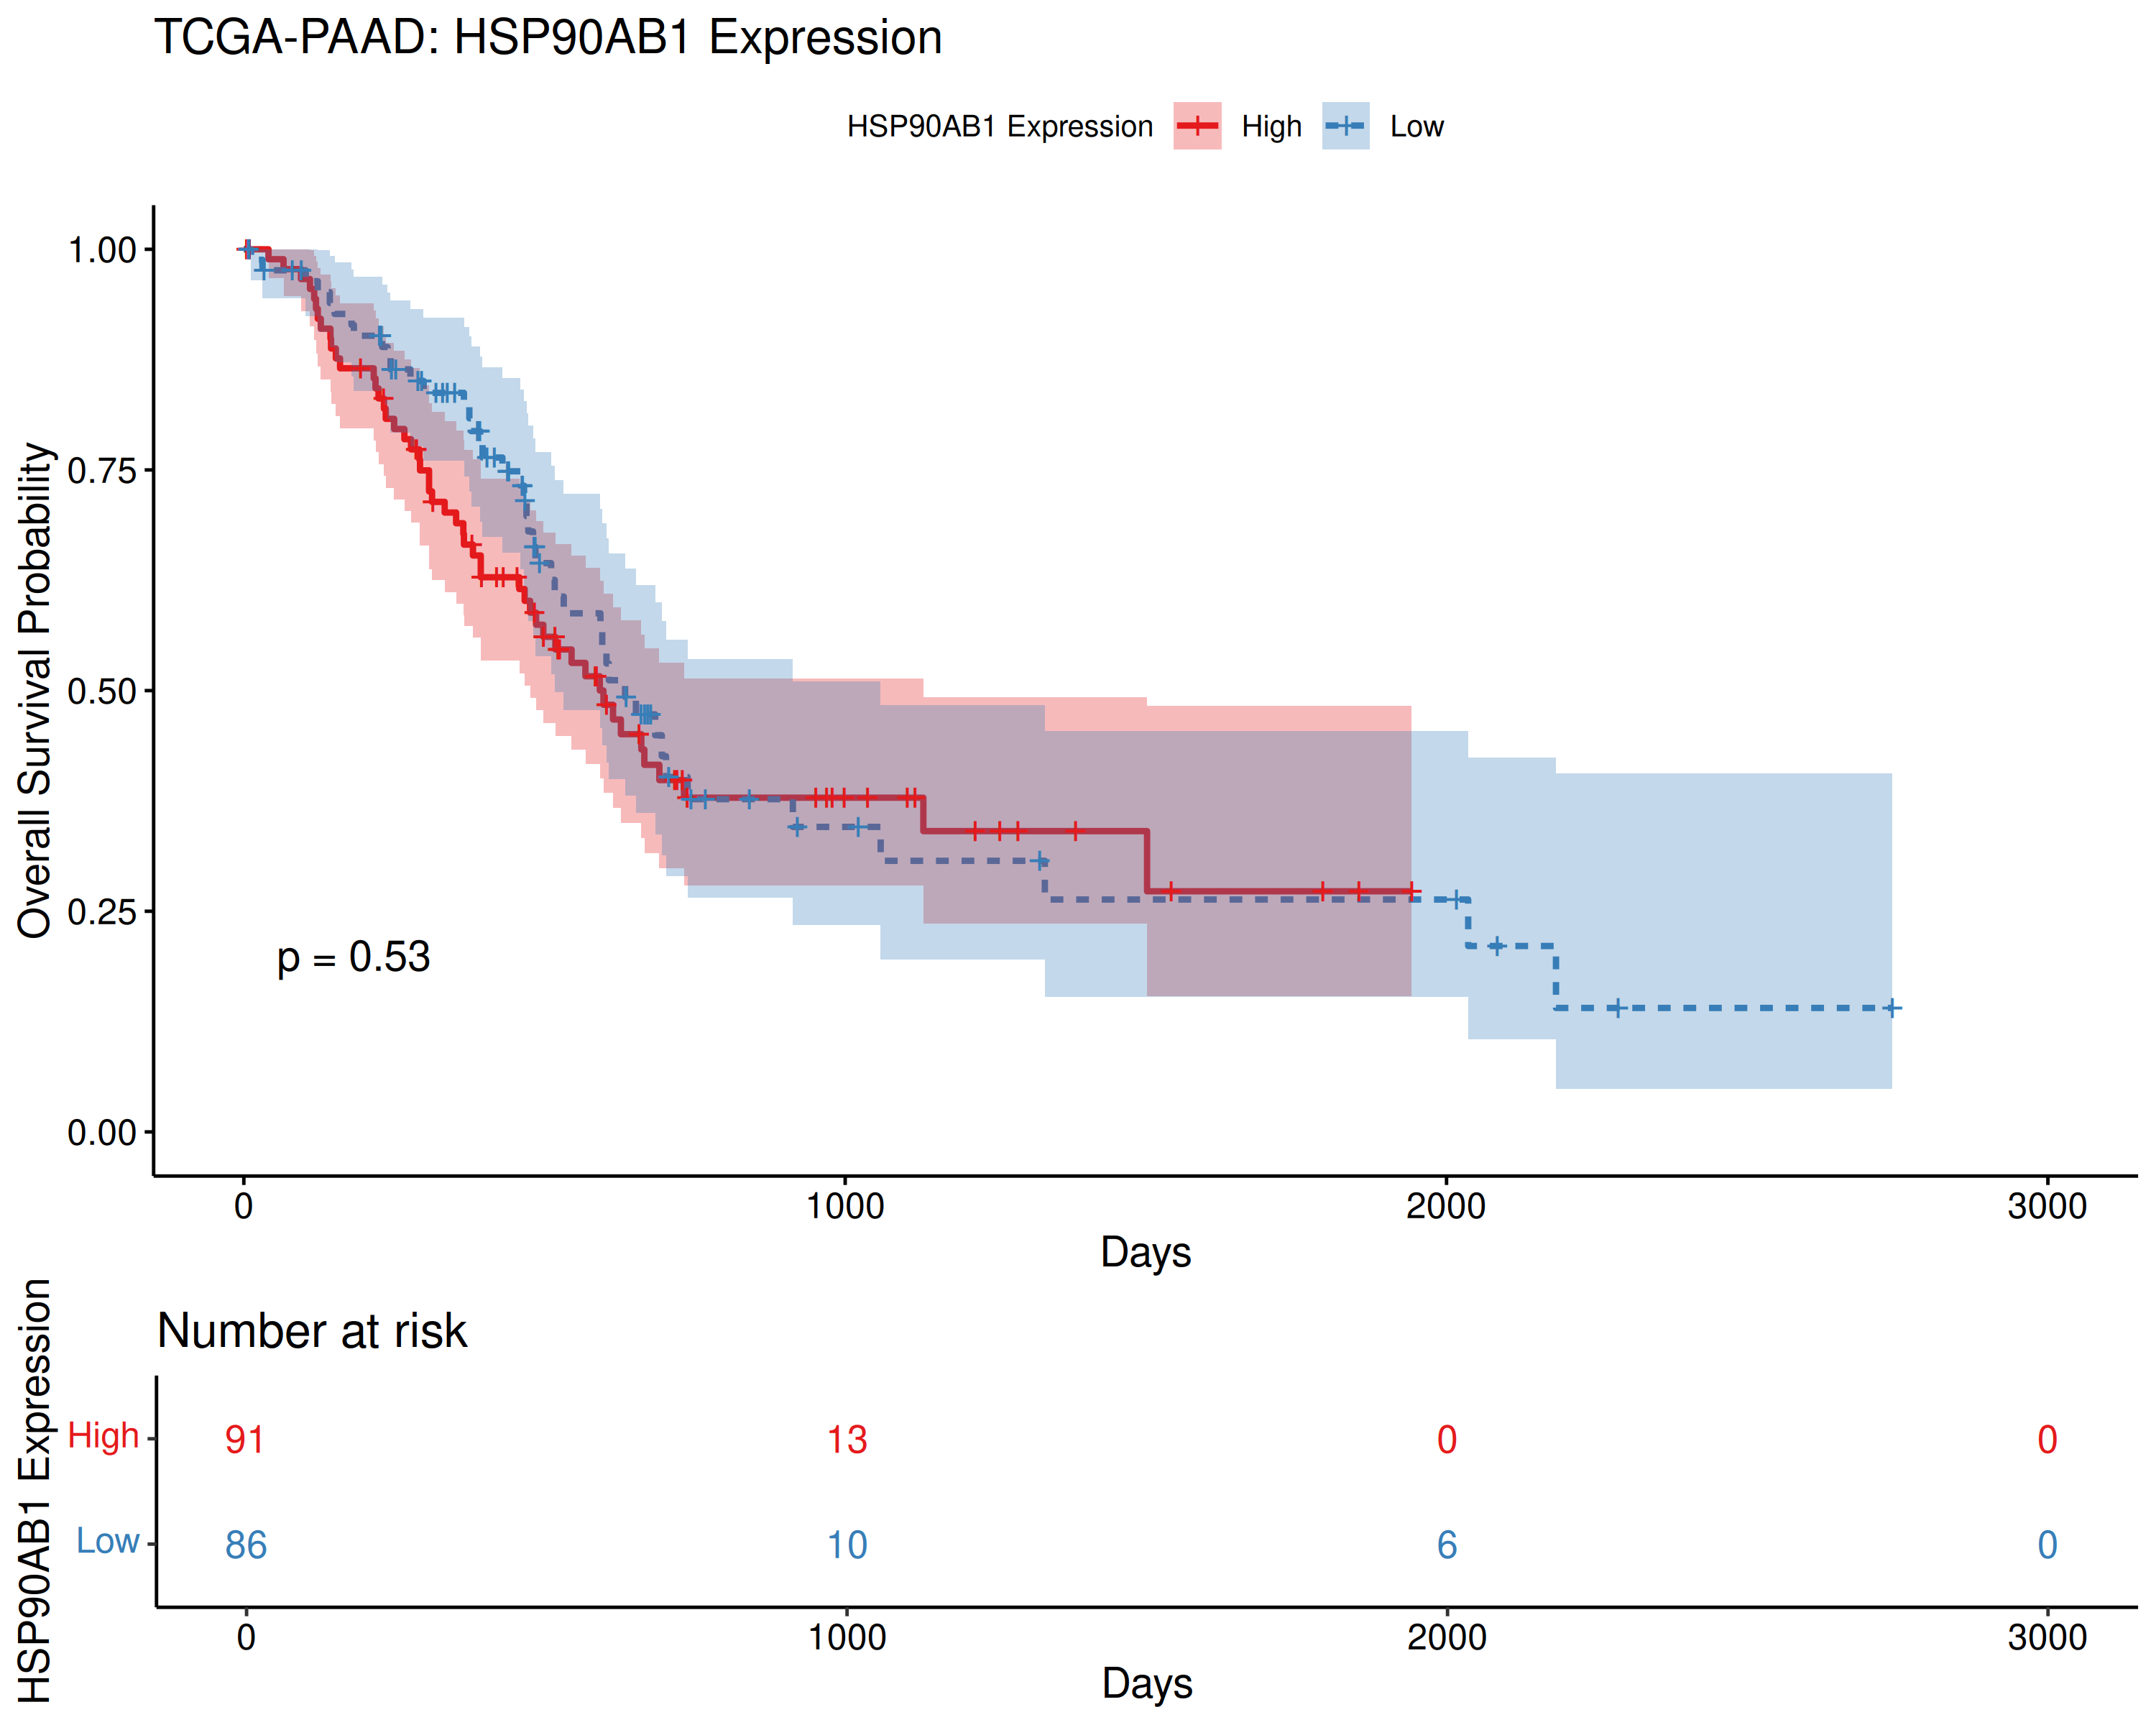 TCGA-PAAD: HSP90AB1 Expression
HSP90AB1 Expression High Low
Overall Survival Probability
1.00
0.75
0.50
0.25
0.00
p = 0.53
0 1000 2000 3000
Days
Number at risk
HSP90AB1 Expression
High 91 13 0 0
Low 86 10 6 0
0 1000 2000 3000
Days